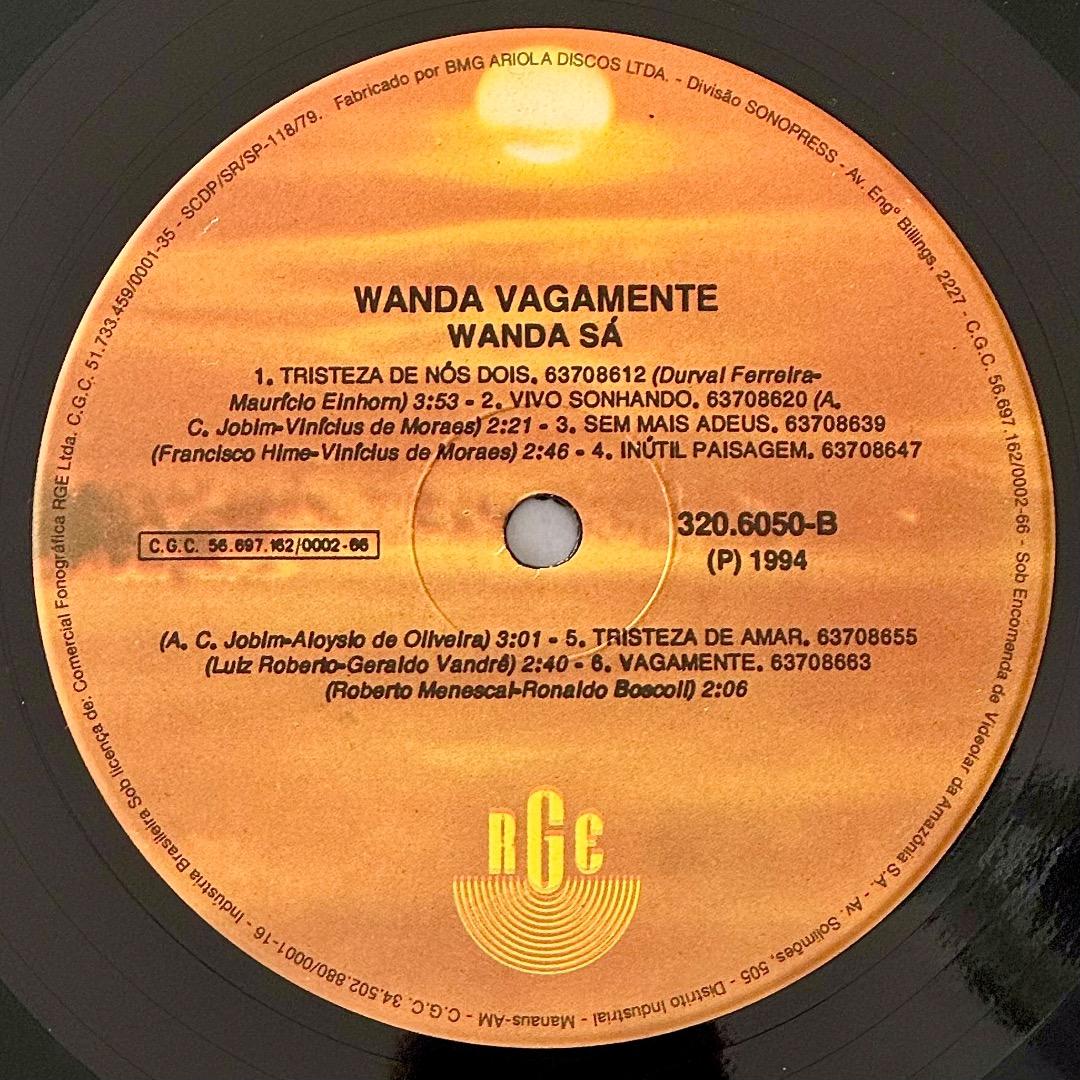 WANDA VAGAMENTE
WANDA SÁ
1. TRISTEZA DE NÓS DOIS. 63708612 (Durval Ferreira-
Maurício Einhorn) 3:53 - 2. VIVO SONHANDO. 63708620 (A.
C. Jobim-Vinícius de Moraes) 2:21 - 3. SEM MAIS ADEUS. 63708639
(Francisco Hime-Vinícius de Moraes) 2:46 - 4. INÚTIL PAISAGEM. 63708647
C.G.C. 56.697.162/0002-66
320.6050-B
(P) 1994
(A. C. Jobim-Aloysio de Oliveira) 3:01 - 5. TRISTEZA DE AMAR. 63708655
(Luiz Roberto-Geraldo Vandrê) 2:40 - 6. VAGAMENTE. 63708663
(Roberto Menescal-Ronaldo Boscoli) 2:06
RGE
Fabricado por BMG ARIOLA DISCOS LTDA. - Divisão SONOPRESS - Av. Engº Billings, 2227 - C.G.C. 56.697.162/0002-66 - Sob Encomenda de Videolar da Amazônia S.A. - Av. Solimões, 505 - Distrito Industrial - Manaus-AM - C.G.C. 34.502.880/0001-16 - Indústria Brasileira Sob licença de: Comercial Fonográfica RGE Ltda. C.G.C. 51.733.459/0001-35 - SCDP/SR/SP-118/79.